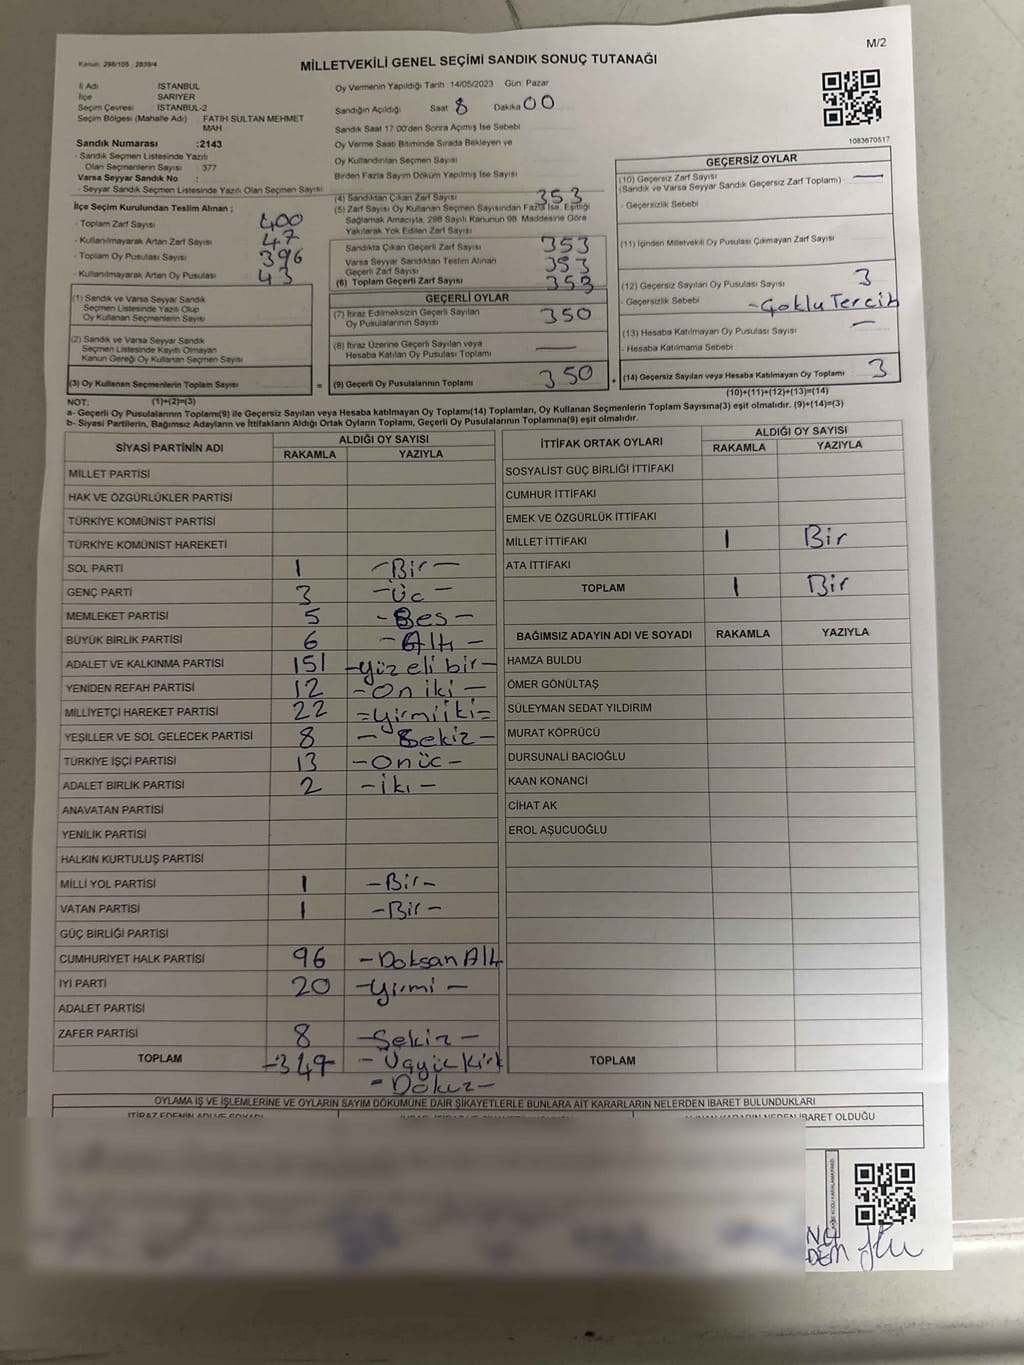 M/2
Kanun: 298/105 : 2839/4
MİLLETVEKİLİ GENEL SEÇİMİ SANDIK SONUÇ TUTANAĞI
İl Adı İSTANBUL
İlçe SARIYER
Seçim Çevresi İSTANBUL-2
Seçim Bölgesi (Mahalle Adı) FATİH SULTAN MEHMET MAH
Sandık Numarası :2143
- Sandık Seçmen Listesinde Yazılı
Olan Seçmenlerin Sayısı 377
Varsa Seyyar Sandık No :
- Seyyar Sandık Seçmen Listesinde Yazılı Olan Seçmen Sayısı
İlçe Seçim Kurulundan Teslim Alınan :
- Toplam Zarf Sayısı 400
- Kullanılmayarak Artan Zarf Sayısı 47
- Toplam Oy Pusulası Sayısı 396
- Kullanılmayarak Artan Oy Pusulası 43
(1) Sandık ve Varsa Seyyar Sandık
Seçmen Listesinde Yazılı Olup
Oy Kullanan Seçmenlerin Sayısı
(2) Sandık ve Varsa Seyyar Sandık
Seçmen Listesinde Kayıtlı Olmayan
Kanun Gereği Oy Kullanan Seçmen Sayısı
(3) Oy Kullanan Seçmenlerin Toplam Sayısı =
Oy Vermenin Yapıldığı Tarih :14/05/2023 Gün: Pazar
Sandığın Açıldığı Saat 8 Dakika 00
Sandık Saat 17:00'den Sonra Açımış İse Sebebi
Oy Verme Saati Bitiminde Sırada Bekleyen ve
Oy Kullandırılan Seçmen Sayısı
Birden Fazla Sayım Döküm Yapılmış İse Sayısı
(4) Sandıktan Çıkan Zarf Sayısı 353
(5) Zarf Sayısı Oy Kullanan Seçmen Sayısından Fazla İse, Eşitliği
Sağlamak Amacıyla, 298 Sayılı Kanunun 98. Maddesine Göre
Yakılarak Yok Edilen Zarf Sayısı
Sandıkta Çıkan Geçerli Zarf Sayısı 353
Varsa Seyyar Sandıktan Teslim Alınan
Geçerli Zarf Sayısı 353
(6) Toplam Geçerli Zarf Sayısı 353
GEÇERLİ OYLAR
(7) İtiraz Edilmeksizin Geçerli Sayılan
Oy Pusulalarının Sayısı 350
(8) İtiraz Üzerine Geçerli Sayılan veya
Hesaba Katılan Oy Pusulası Toplamı —
(9) Geçerli Oy Pusulalarının Toplamı 350 +
1083670517
GEÇERSİZ OYLAR
(10) Geçersiz Zarf Sayısı —
(Sandık ve Varsa Seyyar Sandık Geçersiz Zarf Toplamı)
- Geçersizlik Sebebi
(11) İçinden Milletvekili Oy Pusulası Çıkmayan Zarf Sayısı
(12) Geçersiz Sayılan Oy Pusulası Sayısı 3
- Geçersizlik Sebebi - Çoklu Tercih
(13) Hesaba Katılmayan Oy Pusulası Sayısı —
- Hesaba Katılmama Sebebi
(14) Geçersiz Sayılan veya Hesaba Katılmayan Oy Toplamı 3
NOT: (1)+(2)=(3) (10)+(11)+(12)+(13)=(14)
a- Geçerli Oy Pusulalarının Toplamı(9) ile Geçersiz Sayılan veya Hesaba katılmayan Oy Toplamı(14) Toplamları, Oy Kullanan Seçmenlerin Toplam Sayısına(3) eşit olmalıdır. (9)+(14)=(3)
b- Siyasi Partilerin, Bağımsız Adayların ve İttifakların Aldığı Ortak Oyların Toplamı, Geçerli Oy Pusulalarının Toplamına(9) eşit olmalıdır.
SİYASİ PARTİNİN ADI ALDIĞI OY SAYISI
RAKAMLA YAZIYLA
MİLLET PARTİSİ
HAK VE ÖZGÜRLÜKLER PARTİSİ
TÜRKİYE KOMÜNİST PARTİSİ
TÜRKİYE KOMÜNİST HAREKETİ
SOL PARTİ 1 - Bir -
GENÇ PARTİ 3 - Üç -
MEMLEKET PARTİSİ 5 - Beş -
BÜYÜK BİRLİK PARTİSİ 6 - Altı -
ADALET VE KALKINMA PARTİSİ 151 - Yüz elli bir -
YENİDEN REFAH PARTİSİ 12 - On iki -
MİLLİYETÇİ HAREKET PARTİSİ 22 = Yirmi iki =
YEŞİLLER VE SOL GELECEK PARTİSİ 8 - Sekiz -
TÜRKİYE İŞÇİ PARTİSİ 13 - Onüç -
ADALET BİRLİK PARTİSİ 2 - İki -
ANAVATAN PARTİSİ
YENİLİK PARTİSİ
HALKIN KURTULUŞ PARTİSİ
MİLLİ YOL PARTİSİ 1 - Bir -
VATAN PARTİSİ 1 - Bir -
GÜÇ BİRLİĞİ PARTİSİ
CUMHURİYET HALK PARTİSİ 96 - Doksan Altı
İYİ PARTİ 20 - Yirmi -
ADALET PARTİSİ
ZAFER PARTİSİ 8 - Sekiz -
TOPLAM - 349 - - Üçyüz Kırk
- Dokuz -
İTTİFAK ORTAK OYLARI ALDIĞI OY SAYISI
RAKAMLA YAZIYLA
SOSYALİST GÜÇ BİRLİĞİ İTTİFAKI
CUMHUR İTTİFAKI
EMEK VE ÖZGÜRLÜK İTTİFAKI
MİLLET İTTİFAKI 1 Bir
ATA İTTİFAKI
TOPLAM 1 Bir
BAĞIMSIZ ADAYIN ADI VE SOYADI RAKAMLA YAZIYLA
HAMZA BULDU
ÖMER GÖNÜLTAŞ
SÜLEYMAN SEDAT YILDIRIM
MURAT KÖPRÜCÜ
DURSUNALİ BACIOĞLU
KAAN KONANCİ
CİHAT AK
EROL AŞUCUOĞLU
TOPLAM
OYLAMA İŞ VE İŞLEMLERİNE VE OYLARIN SAYIM DÖKÜMÜNE DAİR ŞİKAYETLERLE BUNLARA AİT KARARLARIN NELERDEN İBARET BULUNDUKLARI
İTİRAZ EDENİN ADI VE SOYADI ALINAN KARARIN NEDEN İBARET OLDUĞU